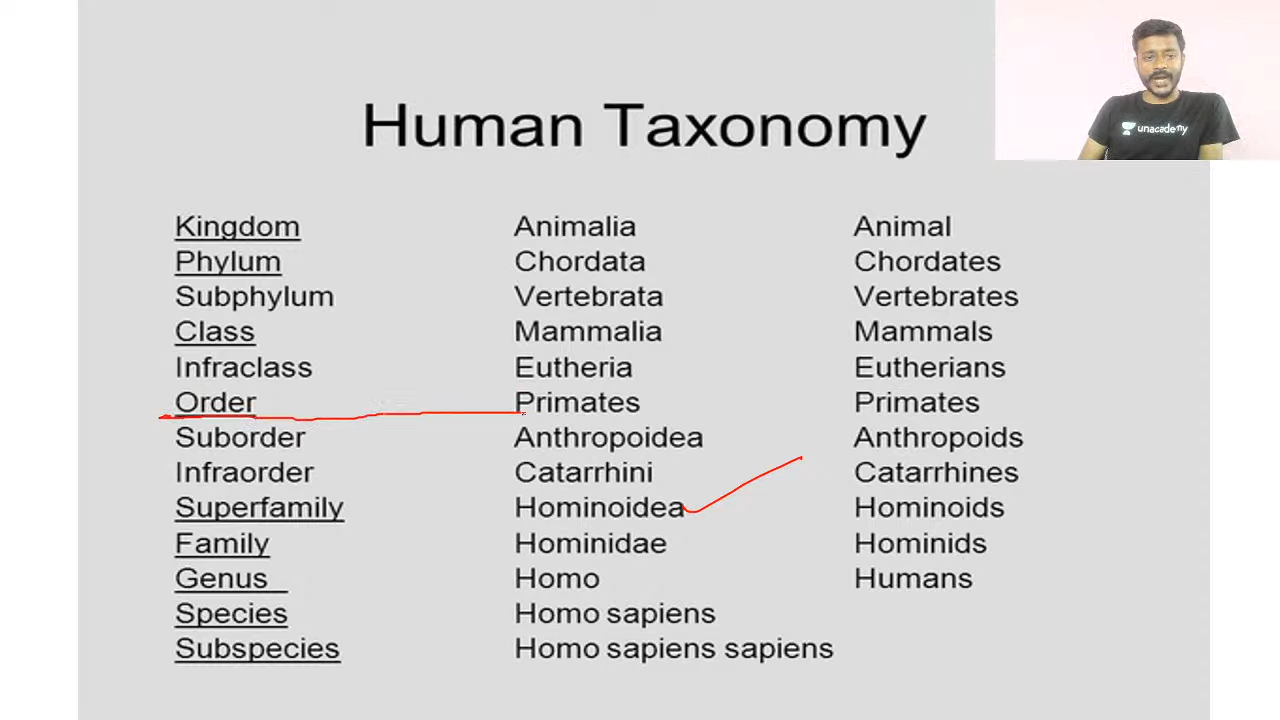 unacademy
Human Taxonomy
Kingdom Animalia Animal
Phylum Chordata Chordates
Subphylum Vertebrata Vertebrates
Class Mammalia Mammals
Infraclass Eutheria Eutherians
Order Primates Primates
Suborder Anthropoidea Anthropoids
Infraorder Catarrhini Catarrhines
Superfamily Hominoidea Hominoids
Family Hominidae Hominids
Genus Homo Humans
Species Homo sapiens
Subspecies Homo sapiens sapiens